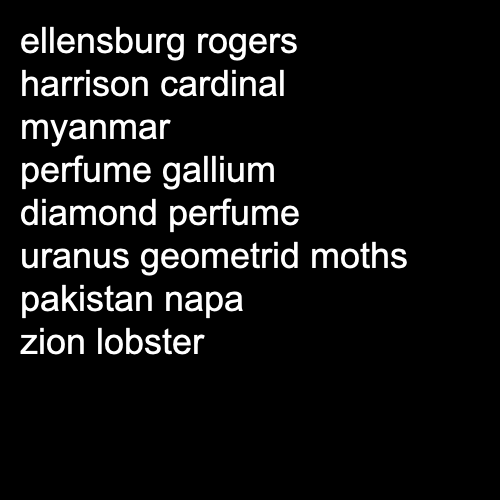 ellensburg rogers
harrison cardinal
myanmar
perfume gallium
diamond perfume
uranus geometrid moths
pakistan napa
zion lobster